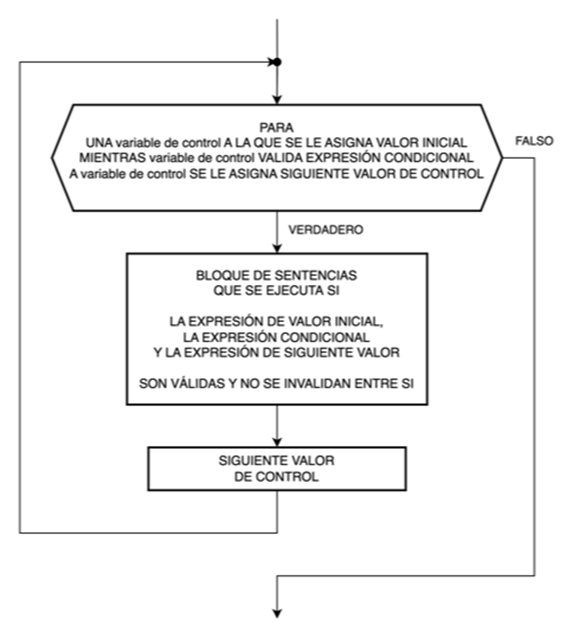 PARA
UNA variable de control A LA QUE SE LE ASIGNA VALOR INICIAL
MIENTRAS variable de control VALIDA EXPRESIÓN CONDICIONAL
A variable de control SE LE ASIGNA SIGUIENTE VALOR DE CONTROL
FALSO
VERDADERO
BLOQUE DE SENTENCIAS
QUE SE EJECUTA SI
LA EXPRESIÓN DE VALOR INICIAL,
LA EXPRESIÓN CONDICIONAL
Y LA EXPRESIÓN DE SIGUIENTE VALOR
SON VÁLIDAS Y NO SE INVALIDAN ENTRE SI
SIGUIENTE VALOR
DE CONTROL